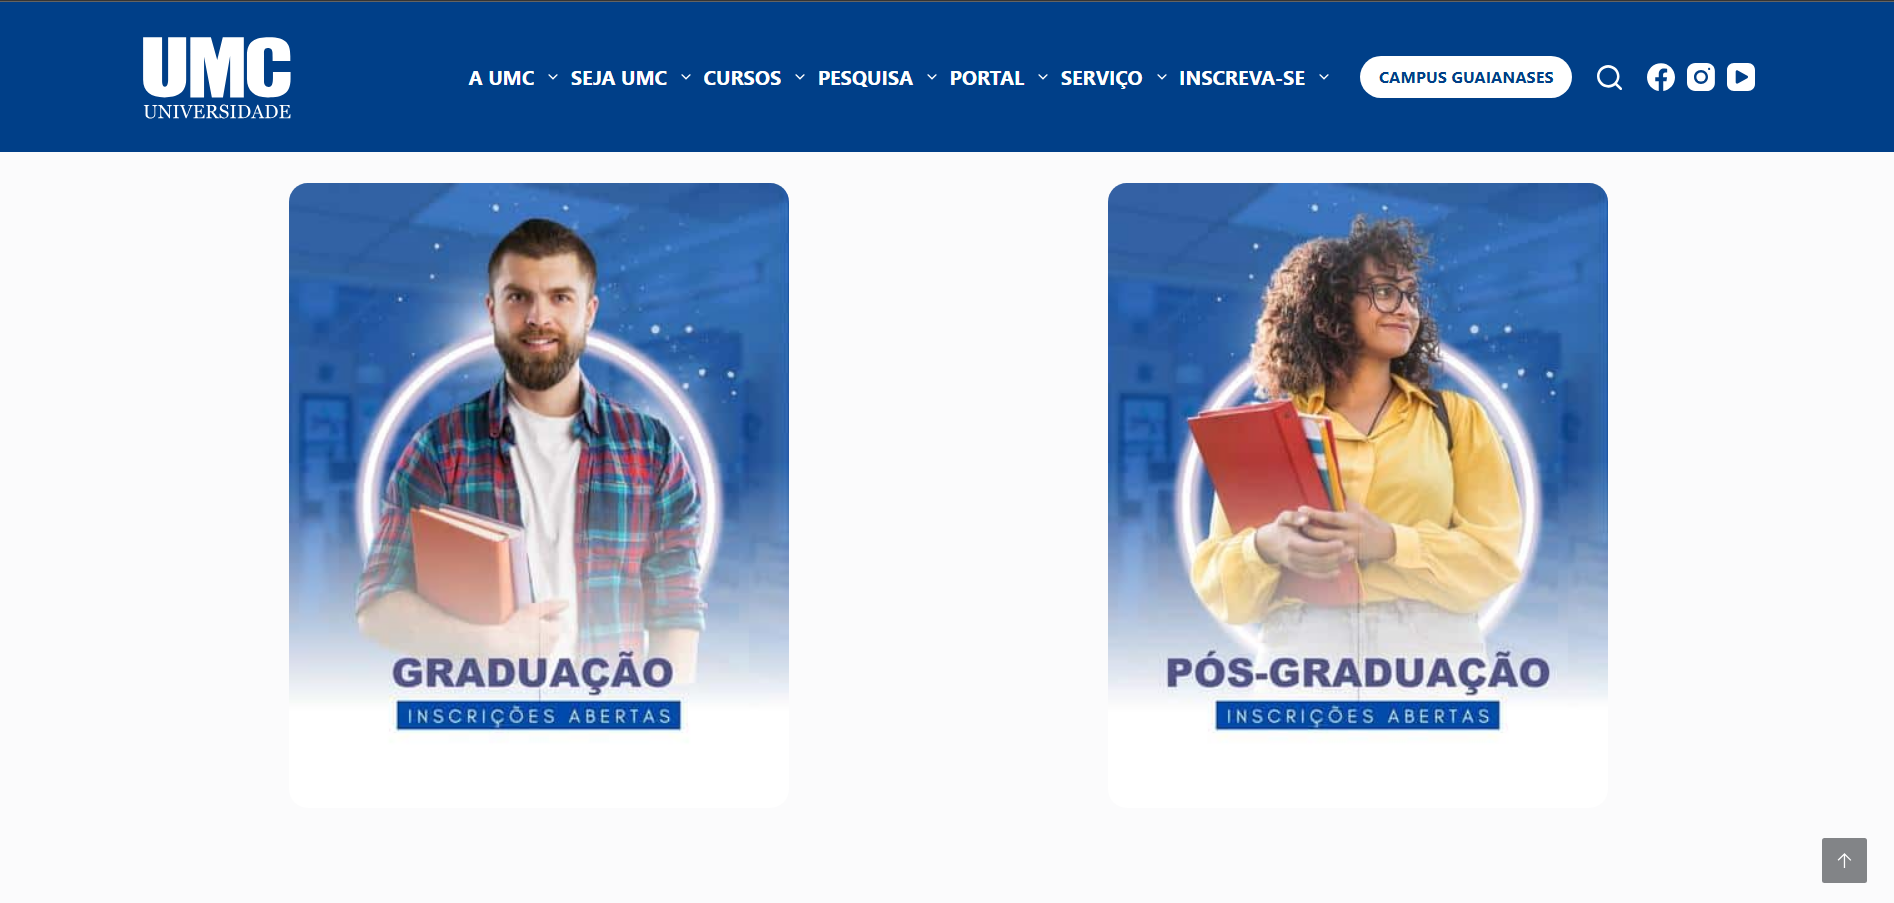 UMC
UNIVERSIDADE
A UMC SEJA UMC CURSOS PESQUISA PORTAL SERVIÇO INSCREVA-SE CAMPUS GUAIANASES
GRADUAÇÃO
INSCRIÇÕES ABERTAS
PÓS-GRADUAÇÃO
INSCRIÇÕES ABERTAS